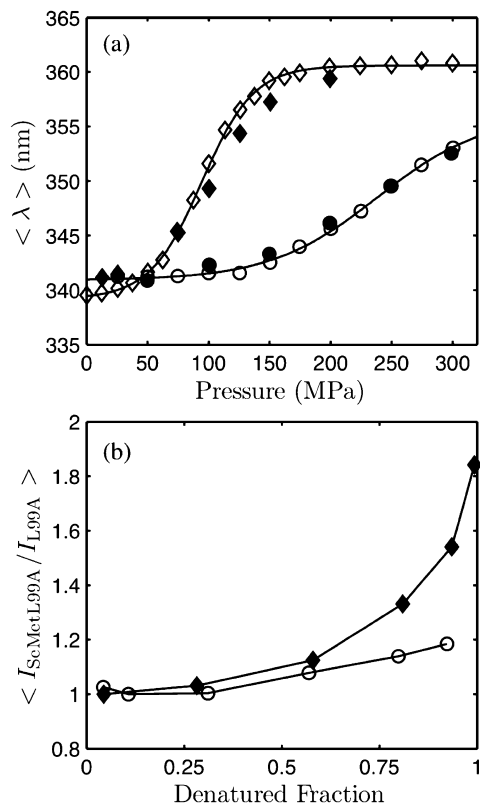 365
(a)
360
355
350
345
340
335
< λ > (nm)
0 50 100 150 200 250 300
Pressure (MPa)
2
(b)
1.8
1.6
1.4
1.2
1
0.8
< I_SeMetL99A / I_L99A >
0 0.25 0.5 0.75 1
Denatured Fraction